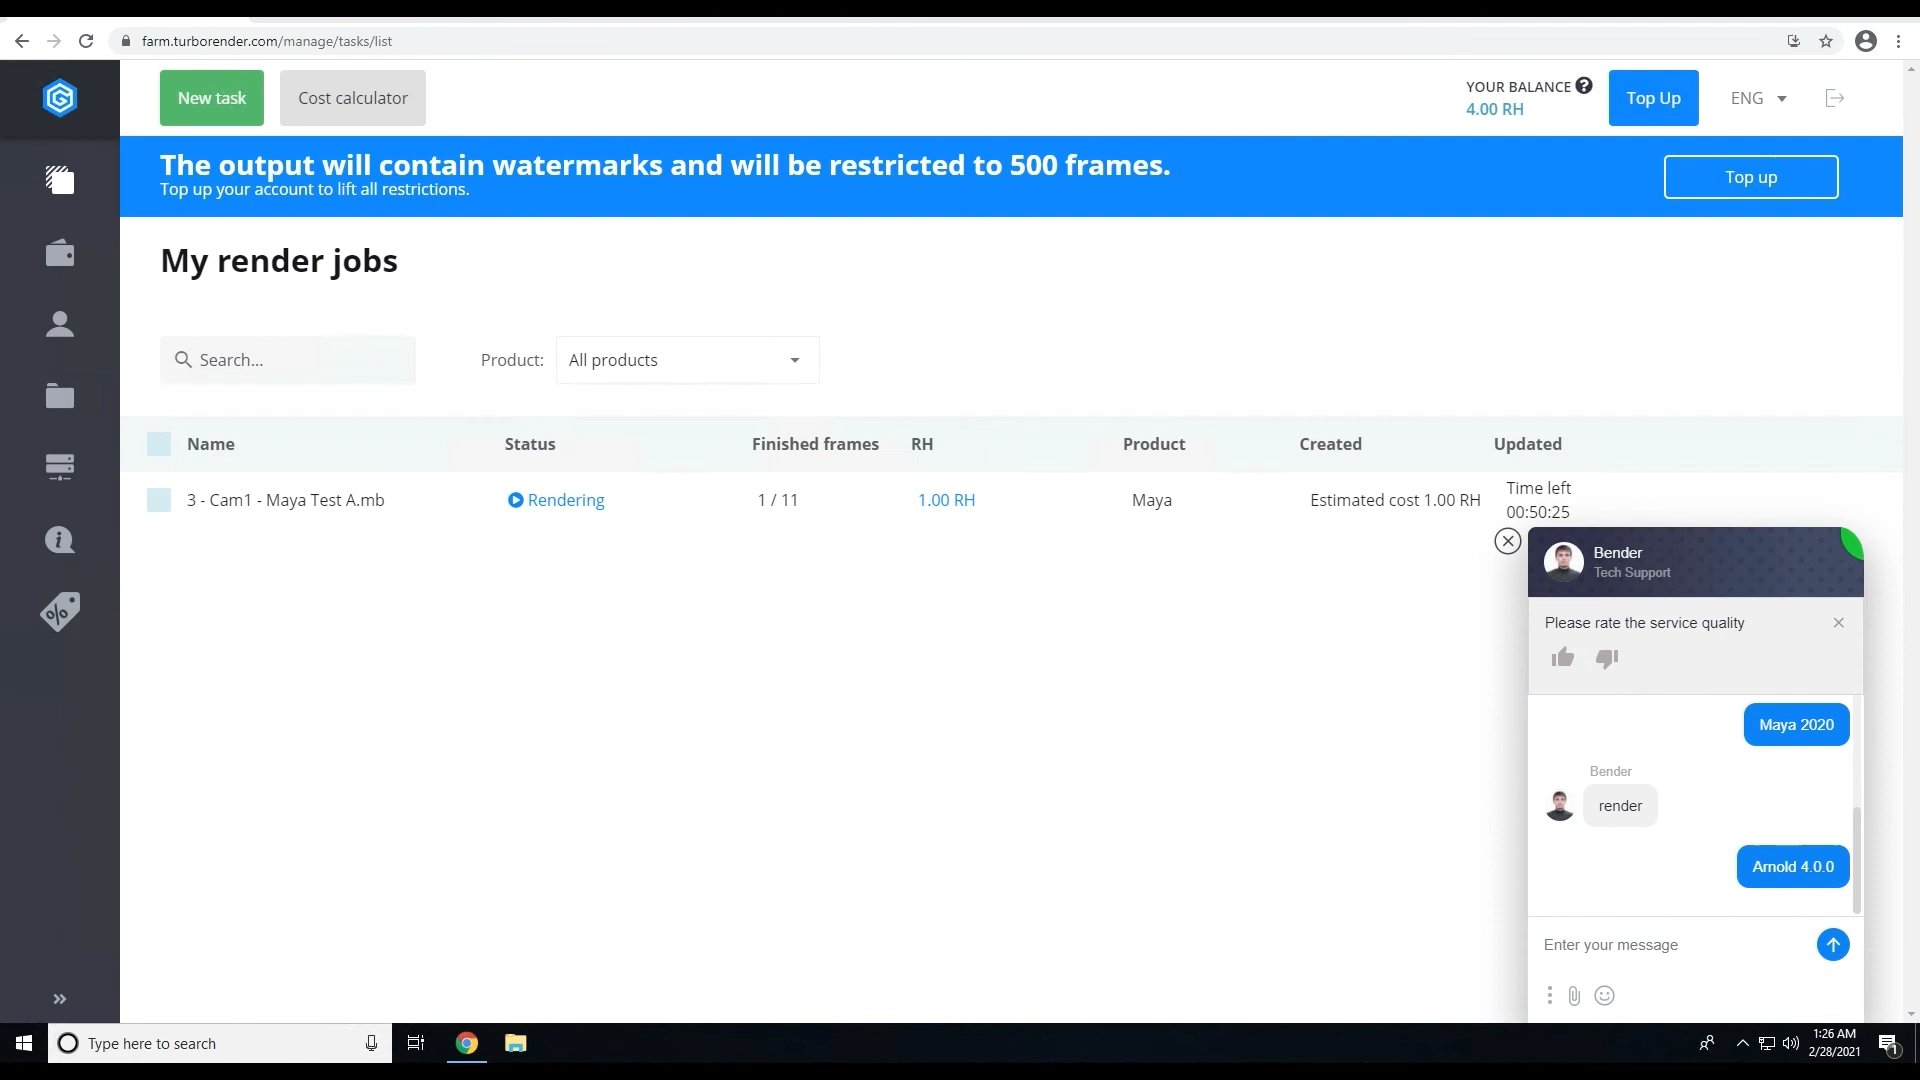 farm.turborender.com/manage/tasks/list
New task
Cost calculator
YOUR BALANCE
4.00 RH
Top Up
ENG
The output will contain watermarks and will be restricted to 500 frames.
Top up your account to lift all restrictions.
Top up
My render jobs
Search...
Product:
All products
Name
Status
Finished frames
RH
Product
Created
Updated
3 - Cam1 - Maya Test A.mb
Rendering
1 / 11
1.00 RH
Maya
Estimated cost 1.00 RH
Time left
00:50:25
Bender
Tech Support
Please rate the service quality
Maya 2020
Bender
render
Arnold 4.0.0
Enter your message
Type here to search
1:26 AM
2/28/2021
1